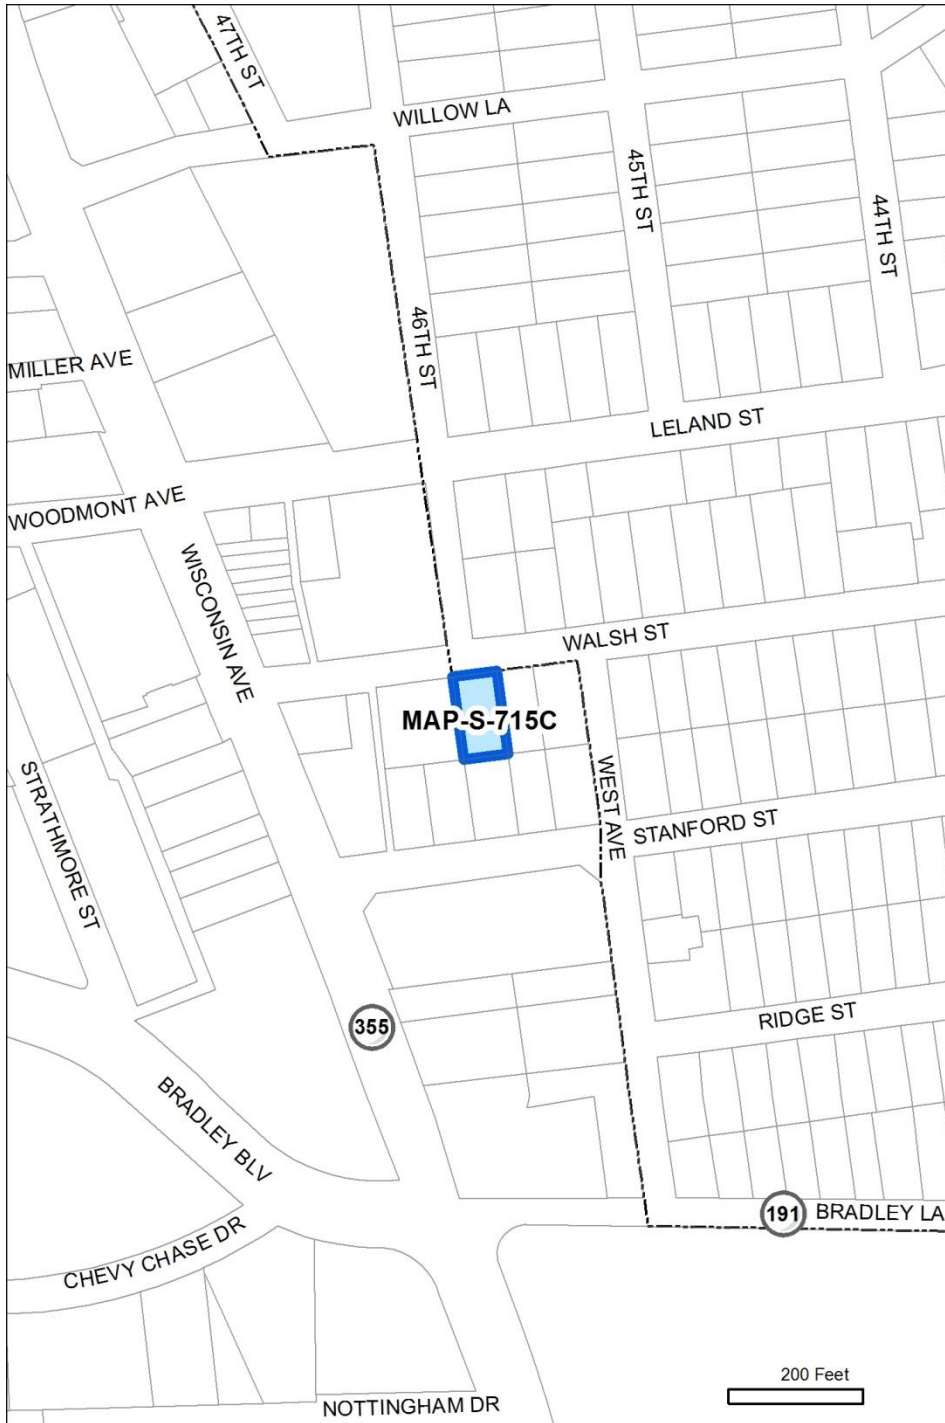 47TH ST
WILLOW LA
45TH ST
44TH ST
46TH ST
MILLER AVE
LELAND ST
WOODMONT AVE
WISCONSIN AVE
WALSH ST
MAP-S-715C
WEST AVE
STRATHMORE ST
STANFORD ST
355
RIDGE ST
BRADLEY BLV
191
BRADLEY LA
CHEVY CHASE DR
200 Feet
NOTTINGHAM DR